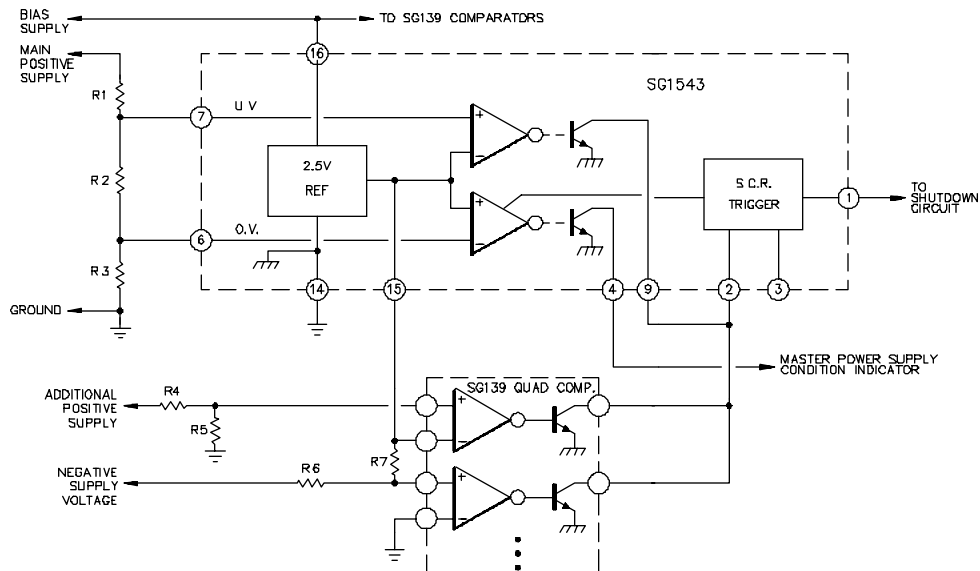 BIAS
SUPPLY
TO SG139 COMPARATORS
MAIN
POSITIVE
SUPPLY
16
SG1543
R1
7
U V
+
−
2.5V
REF
R2
S.C.R.
TRIGGER
1
TO
SHUTDOWN
CIRCUIT
6
O.V.
+
−
R3
14
15
4
9
2
3
GROUND
MASTER POWER SUPPLY
CONDITION INDICATOR
SG139 QUAD COMP.
ADDITIONAL
POSITIVE
SUPPLY
R4
R5
+
−
R7
NEGATIVE
SUPPLY
VOLTAGE
R6
+
−